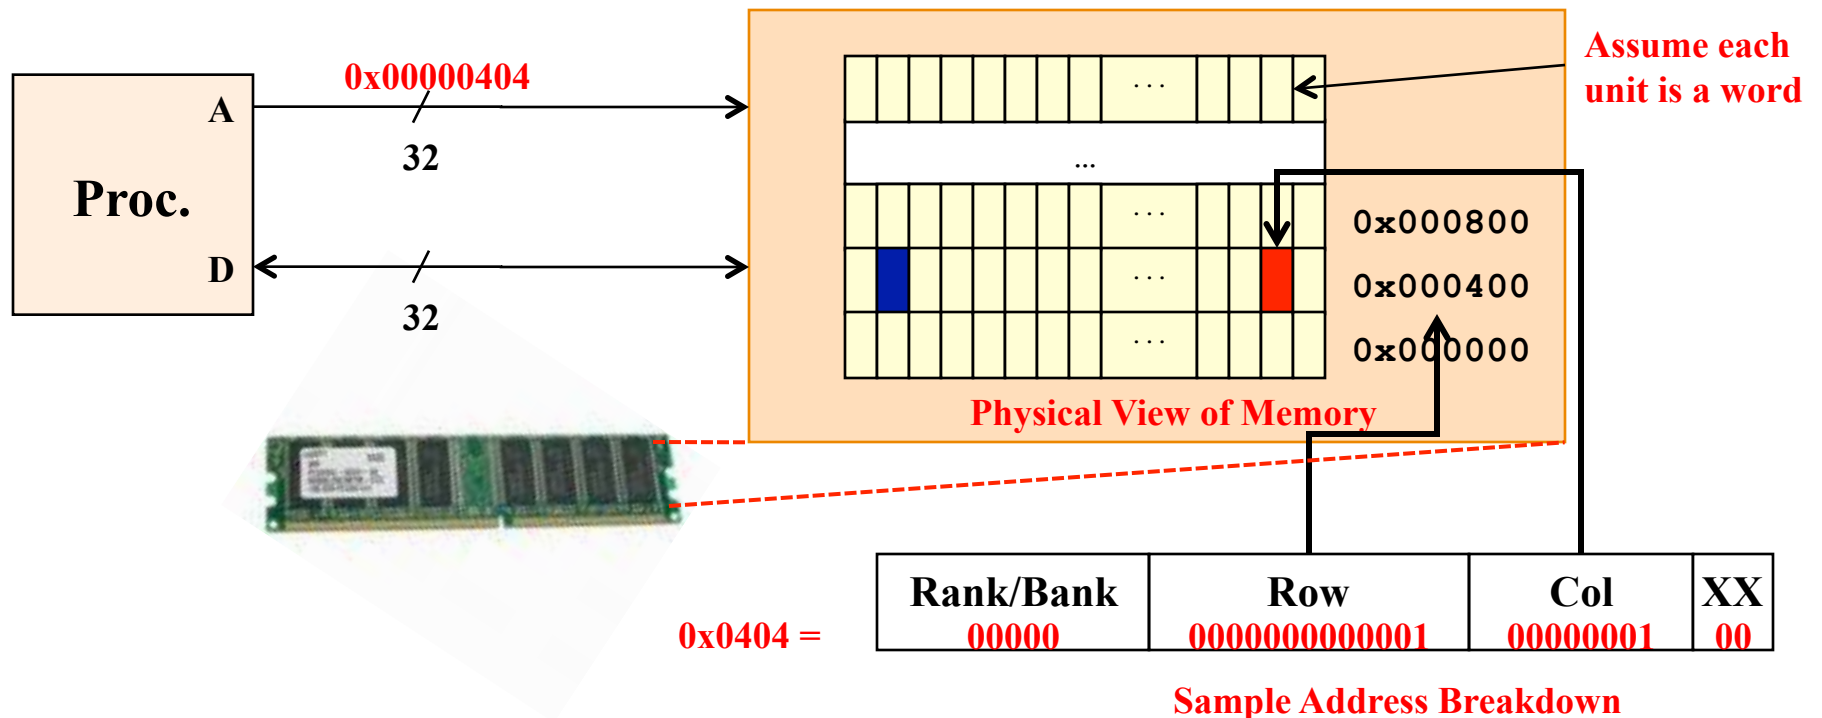 0x00000404
A
32
Proc.
D
32
Assume each
unit is a word
...
...
...
0x000800
...
0x000400
...
0x000000
Physical View of Memory
Rank/Bank Row Col XX
0x0404 = 00000 0000000000001 00000001 00
Sample Address Breakdown